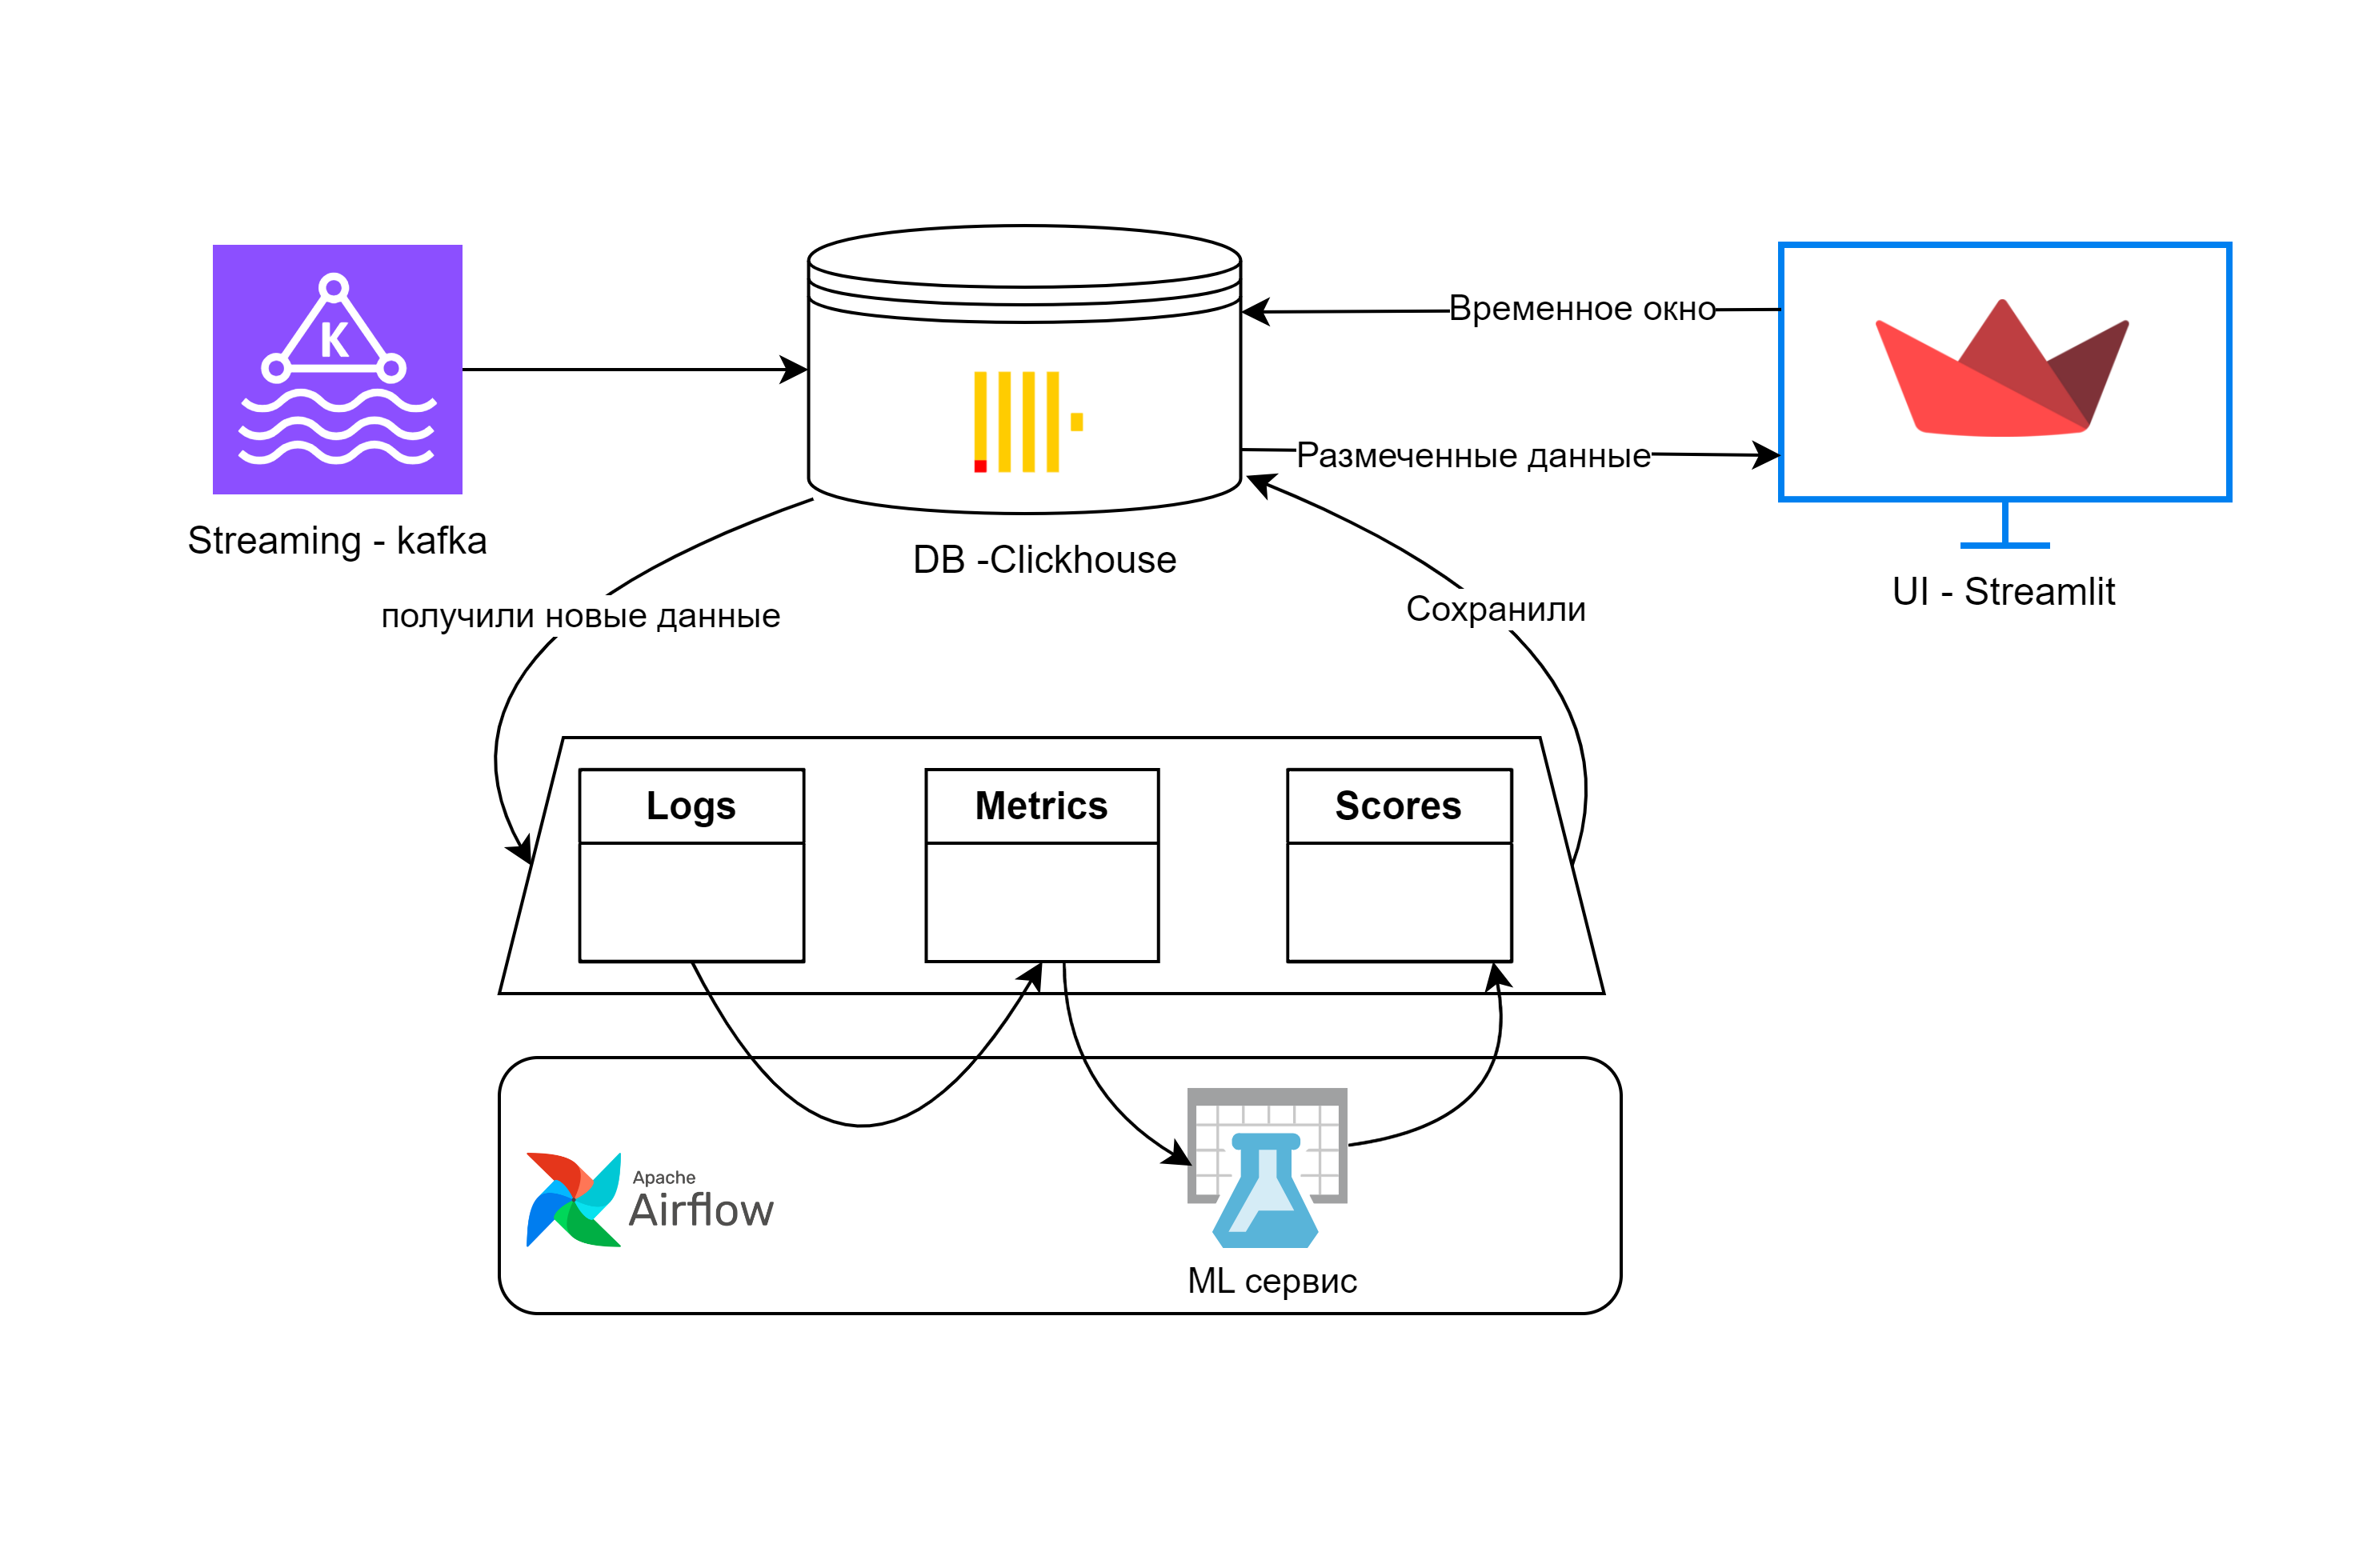 K
Временное окно
Размеченные данные
Streaming - kafka
DB -Clickhouse
UI - Streamlit
получили новые данные
Сохранили
Logs
Metrics
Scores
Apache
Airflow
ML сервис